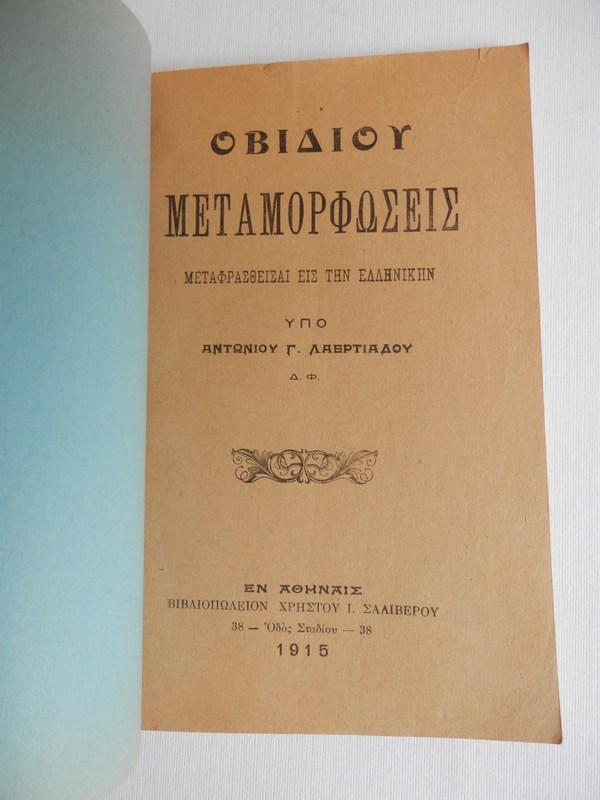 ΟΒΙΔΙΟΥ
ΜΕΤΑΜΟΡΦΩΣΕΙΣ
ΜΕΤΑΦΡΑΣΘΕΙΣΑΙ ΕΙΣ ΤΗΝ ΕΛΛΗΝΙΚΗΝ
ΥΠΟ
ΑΝΤΩΝΙΟΥ Γ. ΛΑΕΡΤΙΑΔΟΥ
Δ. Φ.
ΕΝ ΑΘΗΝΑΙΣ
ΒΙΒΛΙΟΠΩΛΕΙΟΝ ΧΡΗΣΤΟΥ Ι. ΣΑΛΙΒΕΡΟΥ
38 — Ὁδὸς Σταδίου — 38
1915